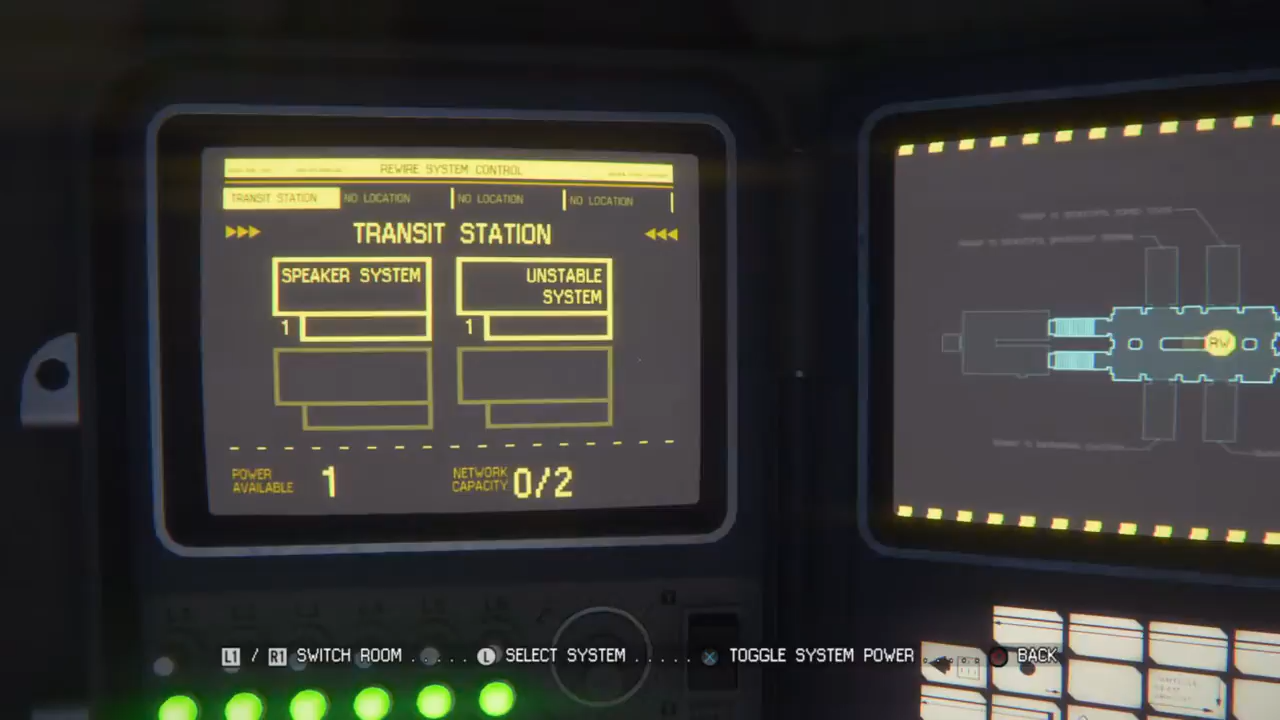 REWIRE SYSTEM CONTROL
TRANSIT STATION NO LOCATION NO LOCATION NO LOCATION
TRANSIT STATION
SPEAKER SYSTEM
1
UNSTABLE
SYSTEM
1
POWER
AVAILABLE 1
NETWORK
CAPACITY 0/2
RW
L1 / R1 SWITCH ROOM ..... L SELECT SYSTEM ..... X TOGGLE SYSTEM POWER ..... BACK